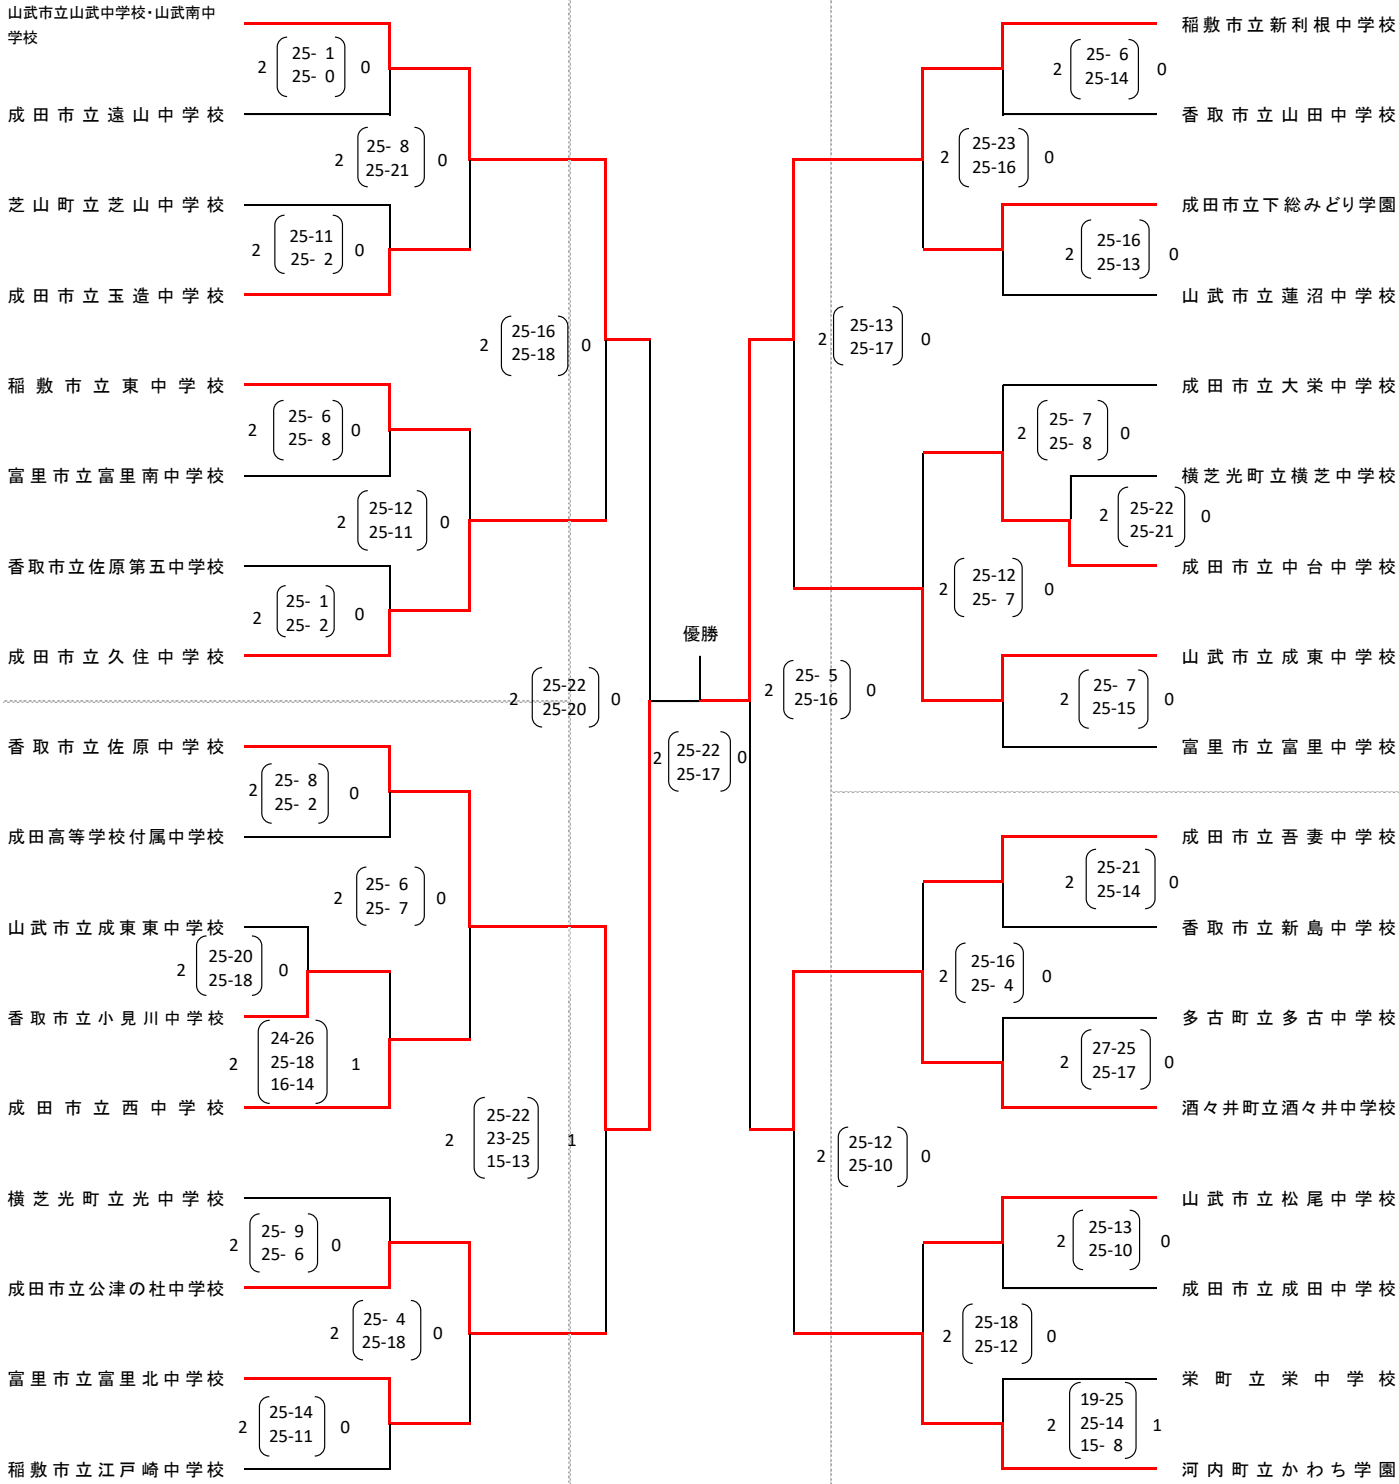 山武市立山武中学校・山武南中
学校
2 25- 1 0
25- 0
成田市立遠山中学校
2 25- 8 0
25-21
芝山町立芝山中学校
2 25-11 0
25- 2
成田市立玉造中学校
2 25-16 0
25-18
稲敷市立東中学校
2 25- 6 0
25- 8
富里市立富里南中学校
2 25-12 0
25-11
香取市立佐原第五中学校
2 25- 1 0
25- 2
成田市立久住中学校
2 25-22 0
25-20
香取市立佐原中学校
2 25- 8 0
25- 2
成田高等学校付属中学校
2 25- 6 0
25- 7
山武市立成東東中学校
2 25-20 0
25-18
香取市立小見川中学校
24-26
2 25-18 1
16-14
成田市立西中学校
25-22
2 23-25 1
15-13
横芝光町立光中学校
2 25- 9 0
25- 6
成田市立公津の杜中学校
2 25- 4 0
25-18
富里市立富里北中学校
2 25-14 0
25-11
稲敷市立江戸崎中学校
優勝
2 25-22 0
25-17
稲敷市立新利根中学校
2 25- 6 0
25-14
香取市立山田中学校
2 25-23 0
25-16
成田市立下総みどり学園
2 25-16 0
25-13
山武市立蓮沼中学校
2 25-13 0
25-17
成田市立大栄中学校
2 25- 7 0
25- 8
横芝光町立横芝中学校
2 25-22 0
25-21
成田市立中台中学校
2 25-12 0
25- 7
山武市立成東中学校
2 25- 7 0
25-15
富里市立富里中学校
2 25- 5 0
25-16
成田市立吾妻中学校
2 25-21 0
25-14
香取市立新島中学校
2 25-16 0
25- 4
多古町立多古中学校
2 27-25 0
25-17
酒々井町立酒々井中学校
2 25-12 0
25-10
山武市立松尾中学校
2 25-13 0
25-10
成田市立成田中学校
2 25-18 0
25-12
栄町立栄中学校
19-25
2 25-14 1
15- 8
河内町立かわち学園